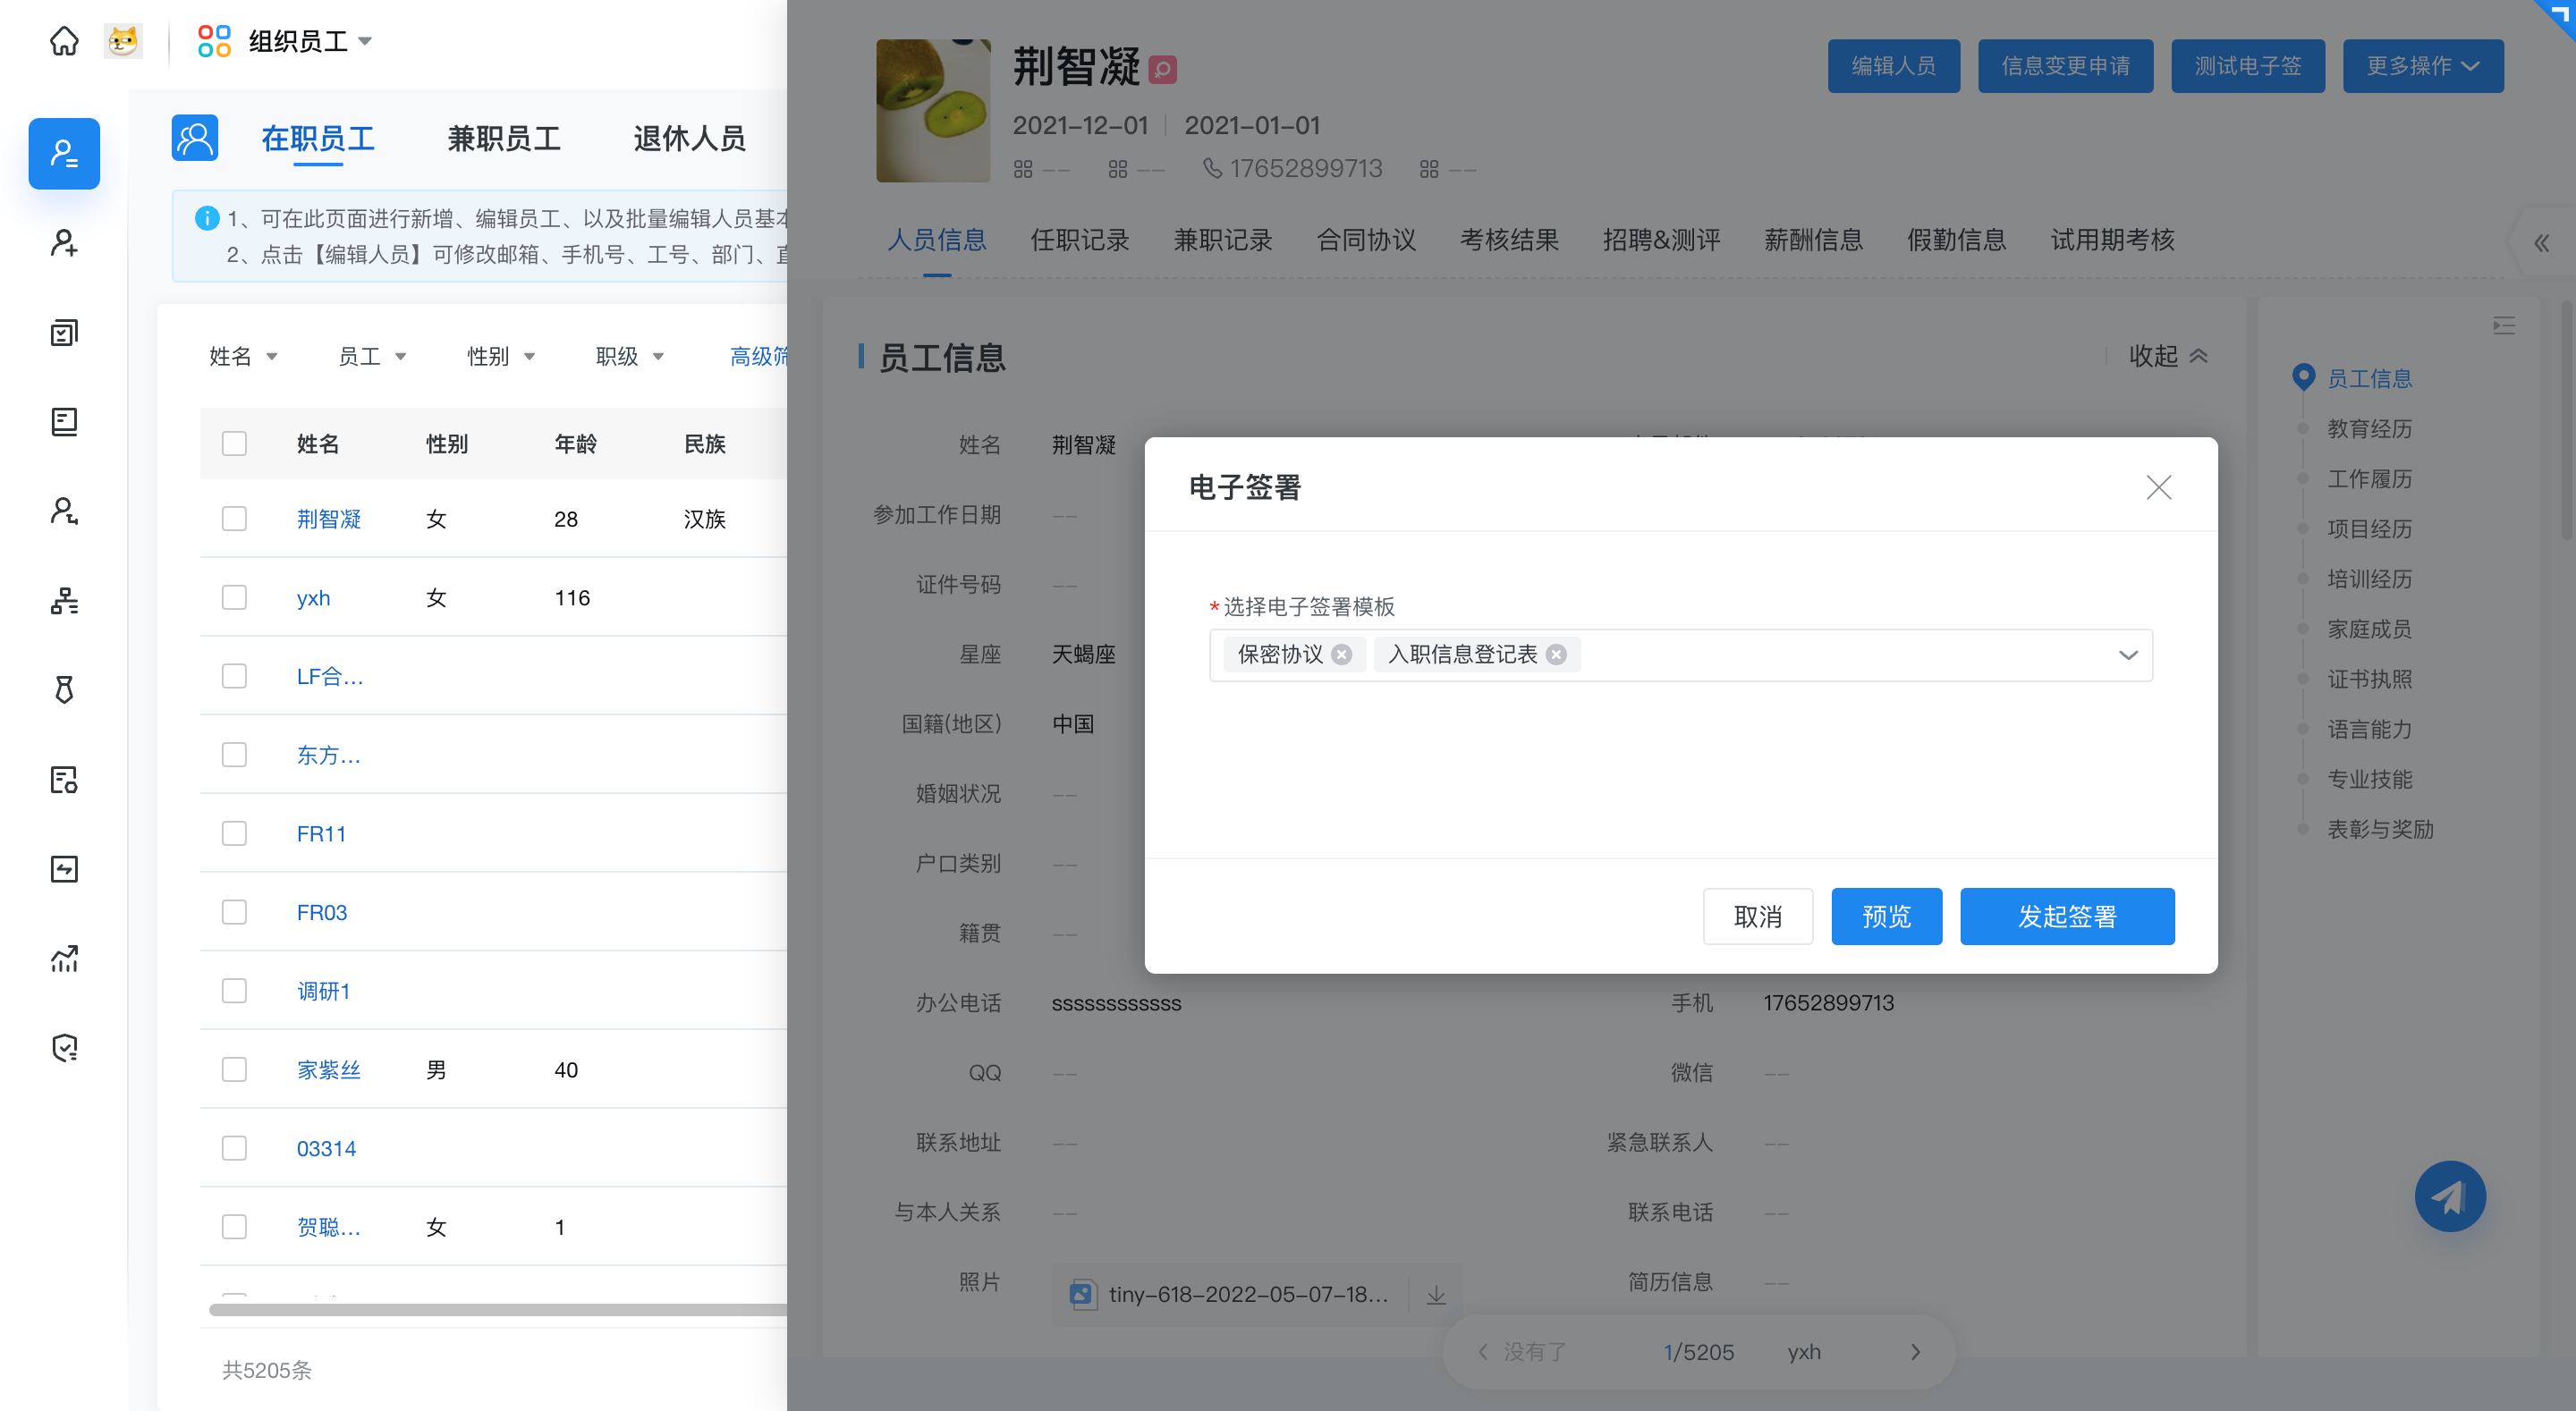 组织员工
在职员工 兼职员工 退休人员
1、可在此页面进行新增、编辑员工、以及批量编辑人员基本
2、点击【编辑人员】可修改邮箱、手机号、工号、部门、直
姓名 员工 性别 职级 高级筛
姓名 性别 年龄 民族
荆智凝 女 28 汉族
yxh 女 116
LF合...
东方...
FR11
FR03
调研1
家紫丝 男 40
03314
贺聪... 女 1
共5205条
荆智凝
编辑人员 信息变更申请 测试电子签 更多操作
2021-12-01 2021-01-01
-- -- 17652899713 --
人员信息 任职记录 兼职记录 合同协议 考核结果 招聘&测评 薪酬信息 假勤信息 试用期考核
员工信息 收起
姓名 荆智凝
参加工作日期 --
证件号码 --
星座 天蝎座
国籍(地区) 中国
婚姻状况 --
户口类别 --
籍贯 --
办公电话 ssssssssssss 手机 17652899713
QQ -- 微信 --
联系地址 -- 紧急联系人 --
与本人关系 -- 联系电话 --
照片 tiny-618-2022-05-07-18... 简历信息 --
没有了 1/5205 yxh
电子签署
*选择电子签署模板
保密协议 入职信息登记表
取消 预览 发起签署
员工信息
教育经历
工作履历
项目经历
培训经历
家庭成员
证书执照
语言能力
专业技能
表彰与奖励